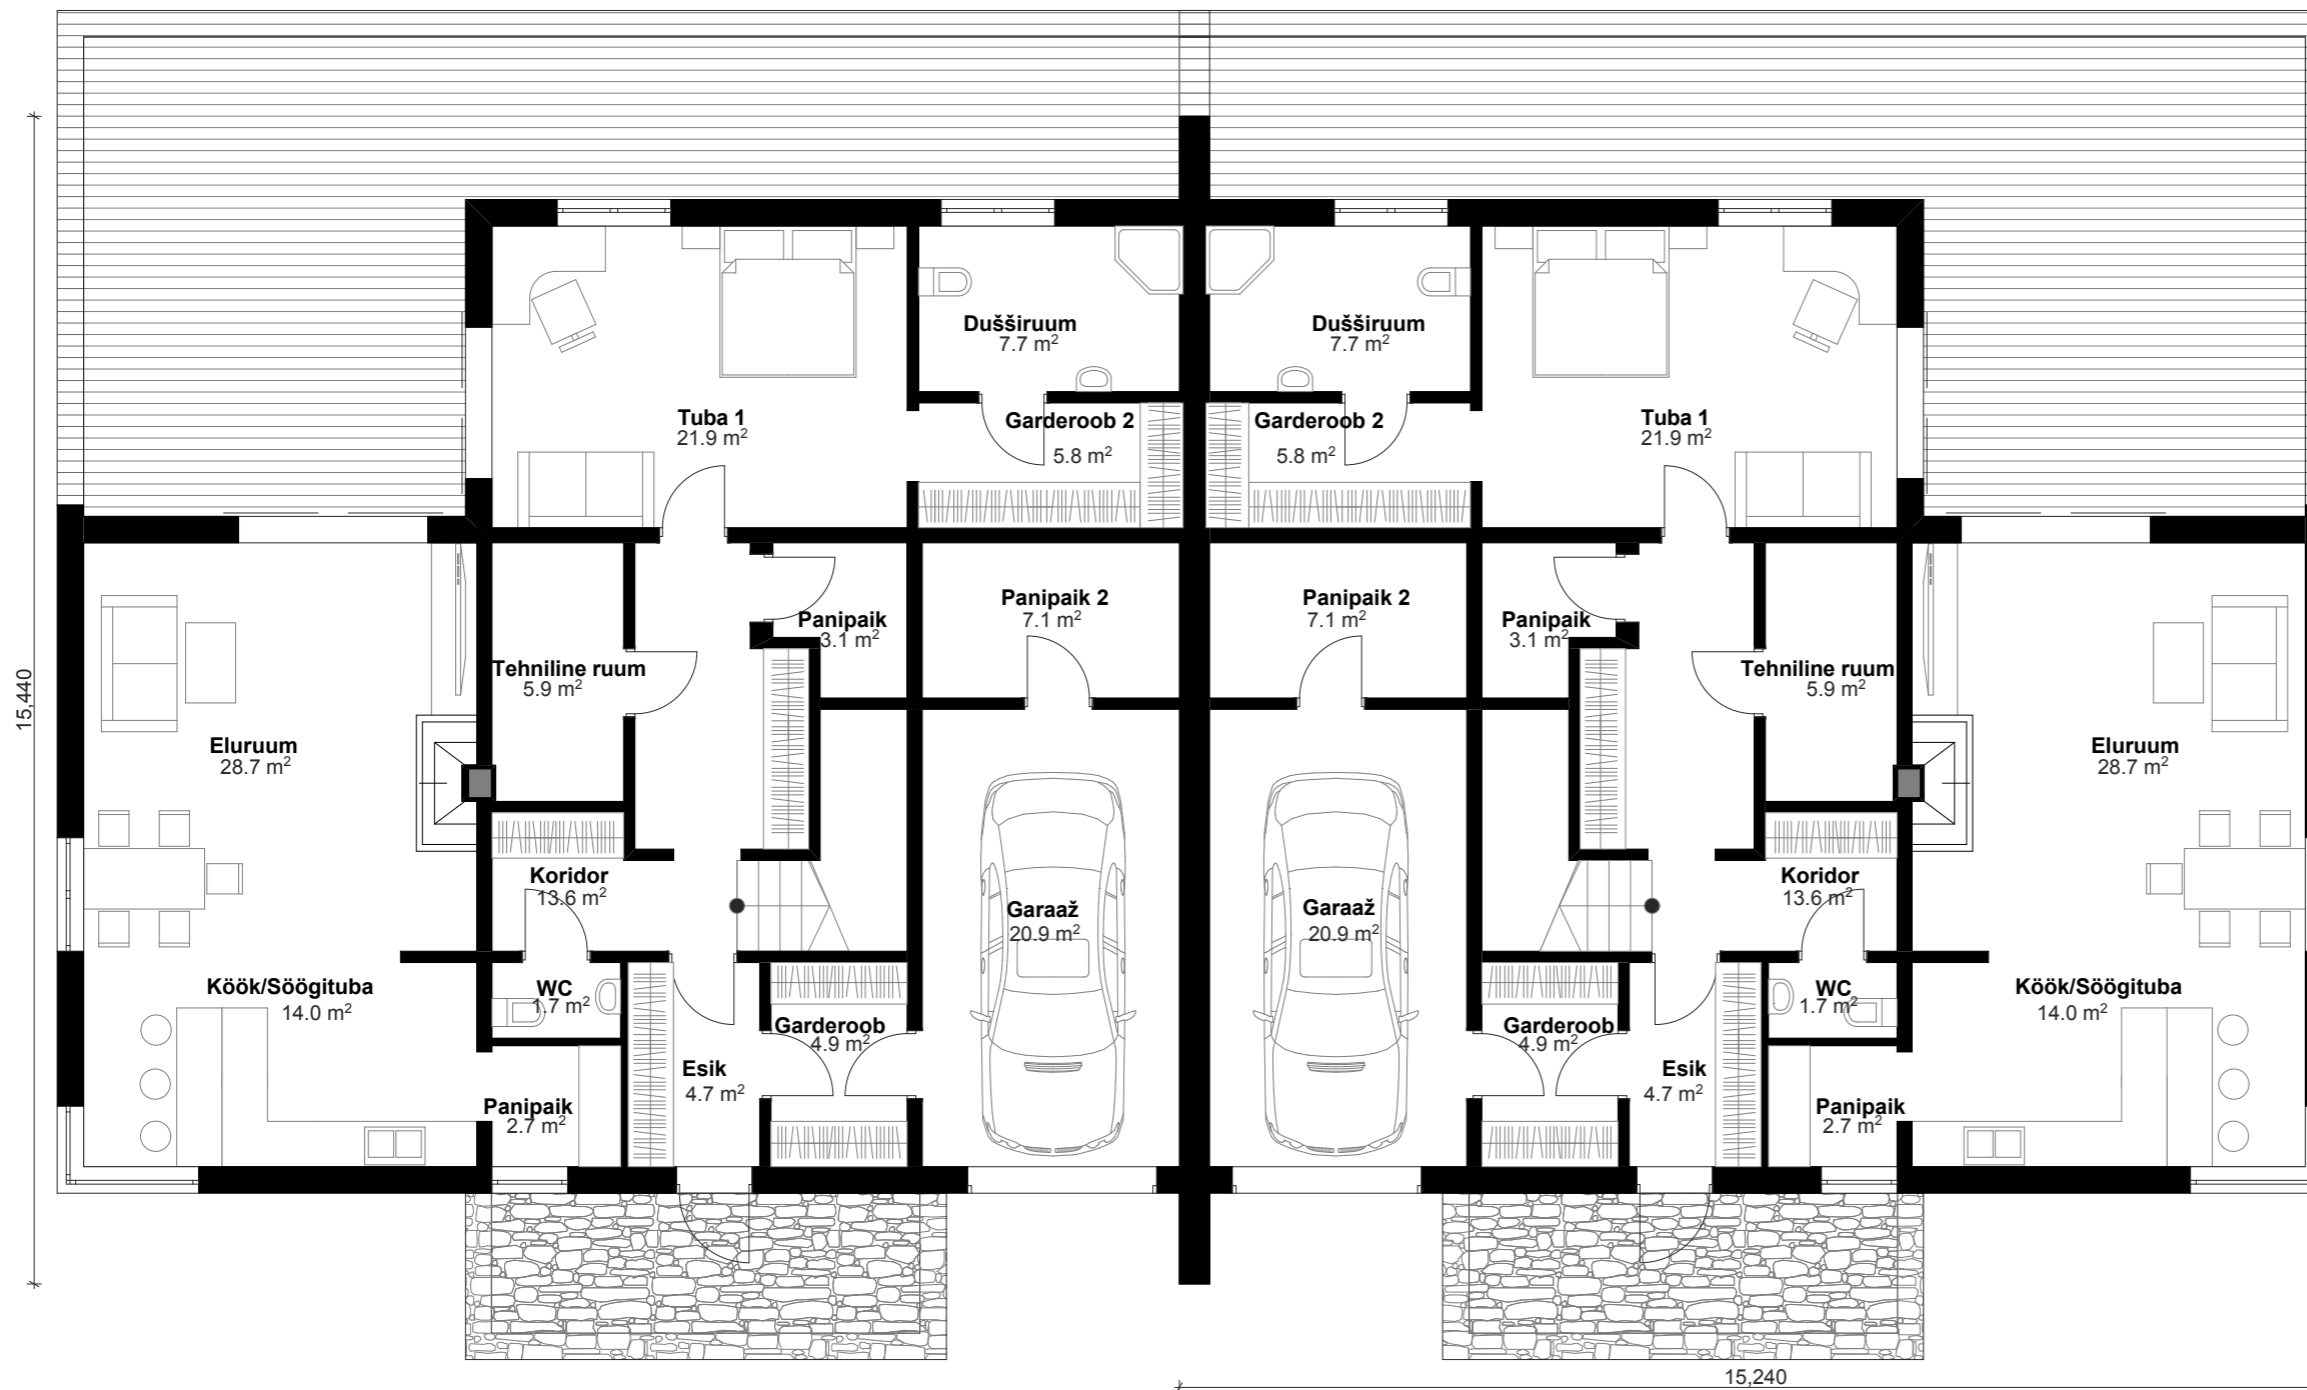 Dušširuum
7.7 m²
Dušširuum
7.7 m²
Tuba 1
21.9 m²
Garderoob 2
5.8 m²
Garderoob 2
5.8 m²
Tuba 1
21.9 m²
15,440
Tehniline ruum
5.9 m²
Panipaik
3.1 m²
Panipaik 2
7.1 m²
Panipaik 2
7.1 m²
Panipaik
3.1 m²
Tehniline ruum
5.9 m²
Eluruum
28.7 m²
Eluruum
28.7 m²
Koridor
13.6 m²
Garaaž
20.9 m²
Garaaž
20.9 m²
Koridor
13.6 m²
Köök/Söögituba
14.0 m²
WC
1.7 m²
Garderoob
4.9 m²
Garderoob
4.9 m²
WC
1.7 m²
Köök/Söögituba
14.0 m²
Panipaik
2.7 m²
Esik
4.7 m²
Esik
4.7 m²
Panipaik
2.7 m²
15,240